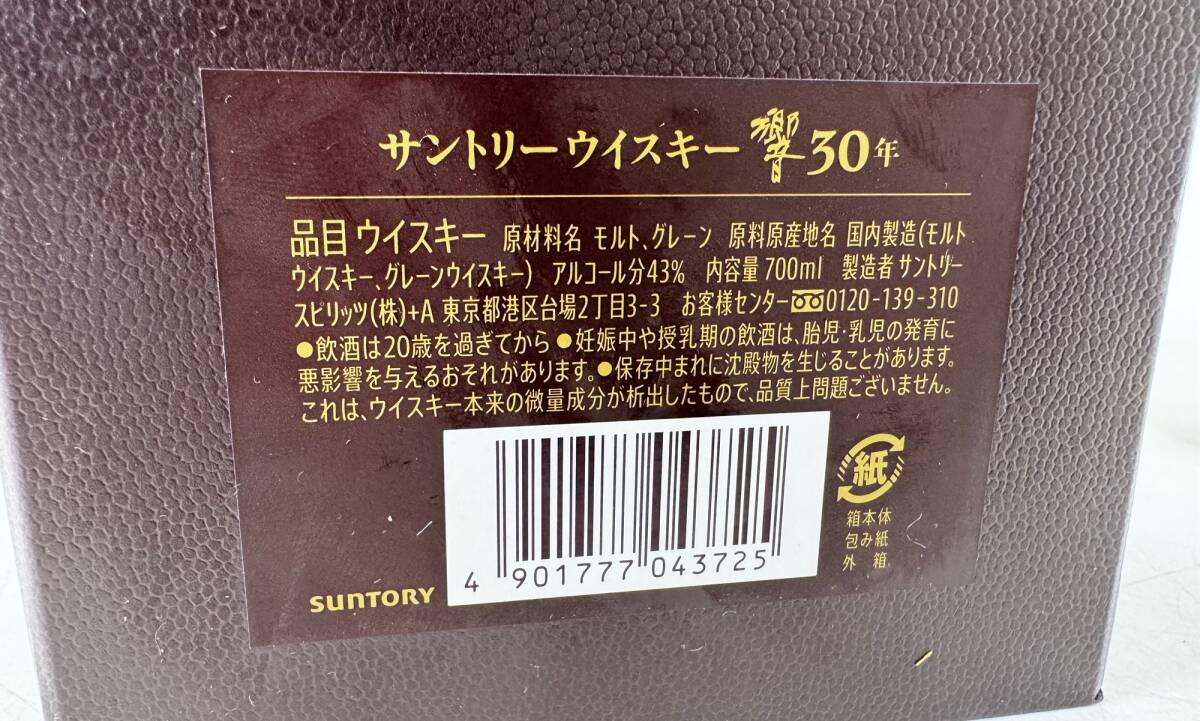 サントリーウイスキー 響 30年
品目 ウイスキー 原材料名 モルト、グレーン 原料原産地名 国内製造(モルト
ウイスキー、グレーンウイスキー) アルコール分43% 内容量 700ml 製造者 サントリー
スピリッツ(株)+A 東京都港区台場2丁目3-3 お客様センター 0120-139-310
●飲酒は20歳を過ぎてから ●妊娠中や授乳期の飲酒は、胎児・乳児の発育に
悪影響を与えるおそれがあります。●保存中まれに沈殿物を生じることがあります。
これは、ウイスキー本来の微量成分が析出したもので、品質上問題ございません。
紙
箱本体
包み紙
外箱
4 901777 043725
SUNTORY